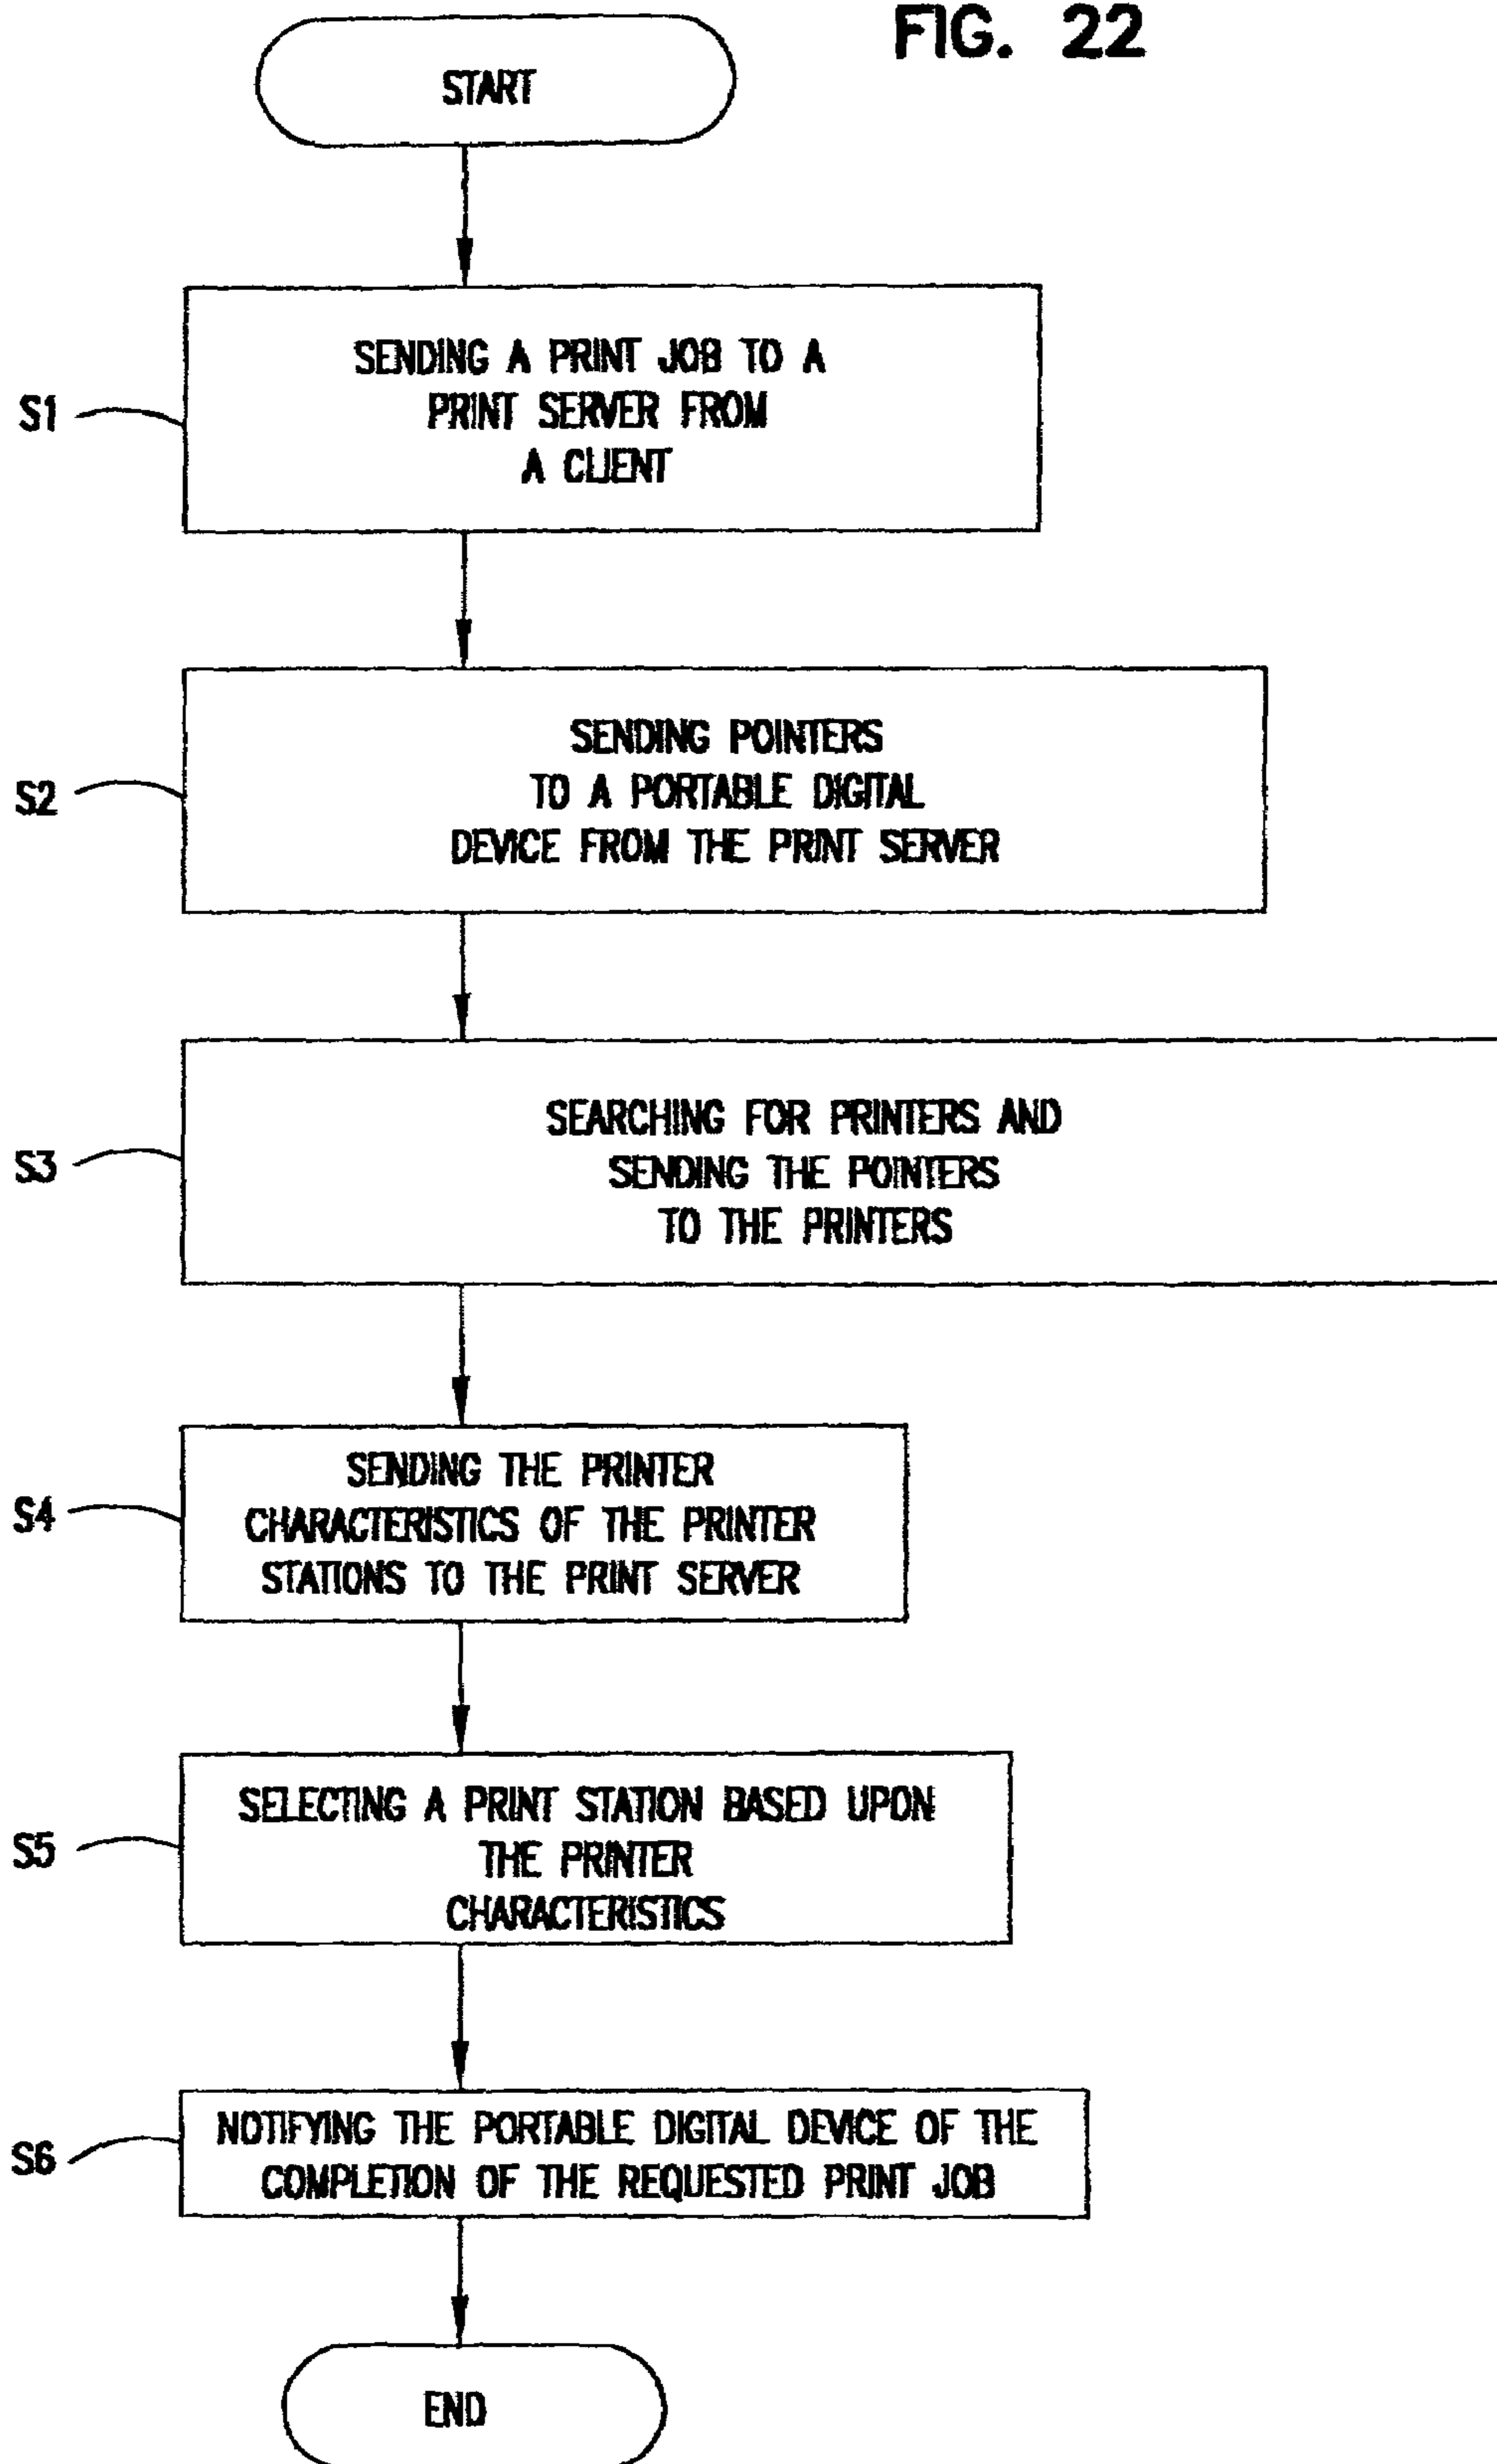 FIG. 22
START
S1
SENDING A PRINT JOB TO A
PRINT SERVER FROM
A CLIENT
S2
SENDING POINTERS
TO A PORTABLE DIGITAL
DEVICE FROM THE PRINT SERVER
S3
SEARCHING FOR PRINTERS AND
SENDING THE POINTERS
TO THE PRINTERS
S4
SENDING THE PRINTER
CHARACTERISTICS OF THE PRINTER
STATIONS TO THE PRINT SERVER
S5
SELECTING A PRINT STATION BASED UPON
THE PRINTER
CHARACTERISTICS
S6
NOTIFYING THE PORTABLE DIGITAL DEVICE OF THE
COMPLETION OF THE REQUESTED PRINT JOB
END